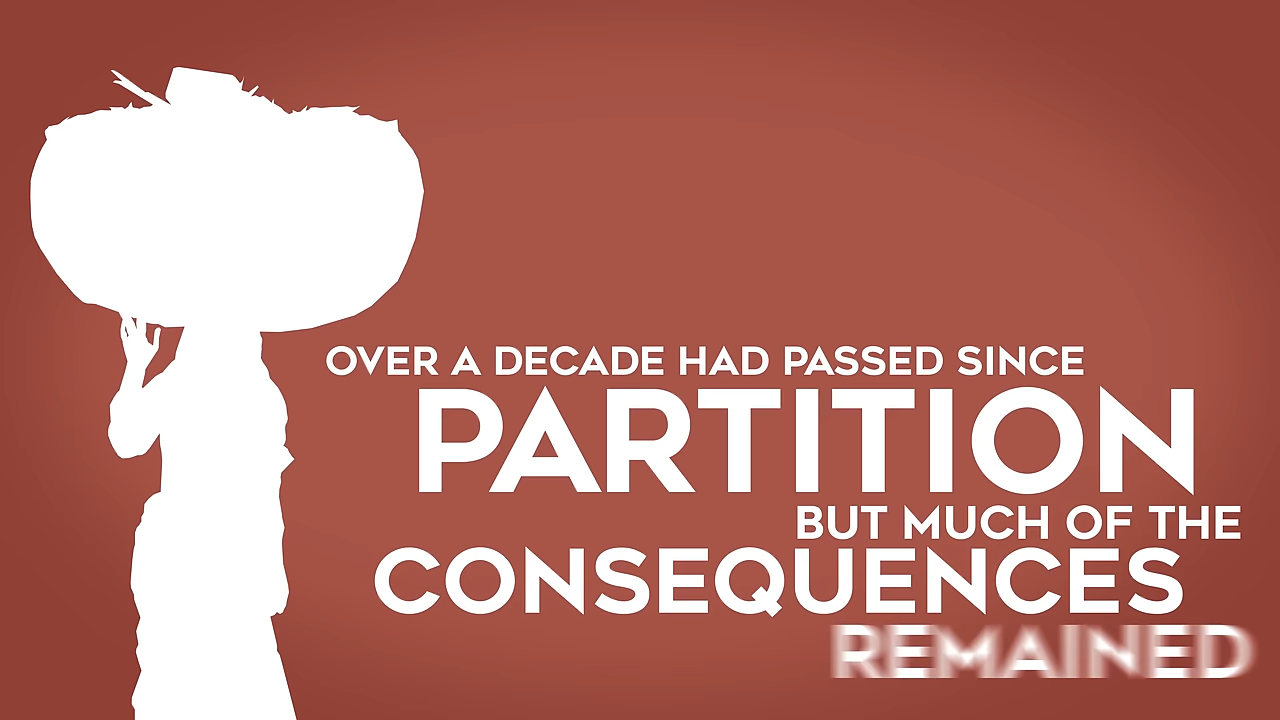 OVER A DECADE HAD PASSED SINCE
PARTITION
BUT MUCH OF THE
CONSEQUENCES
REMAINED